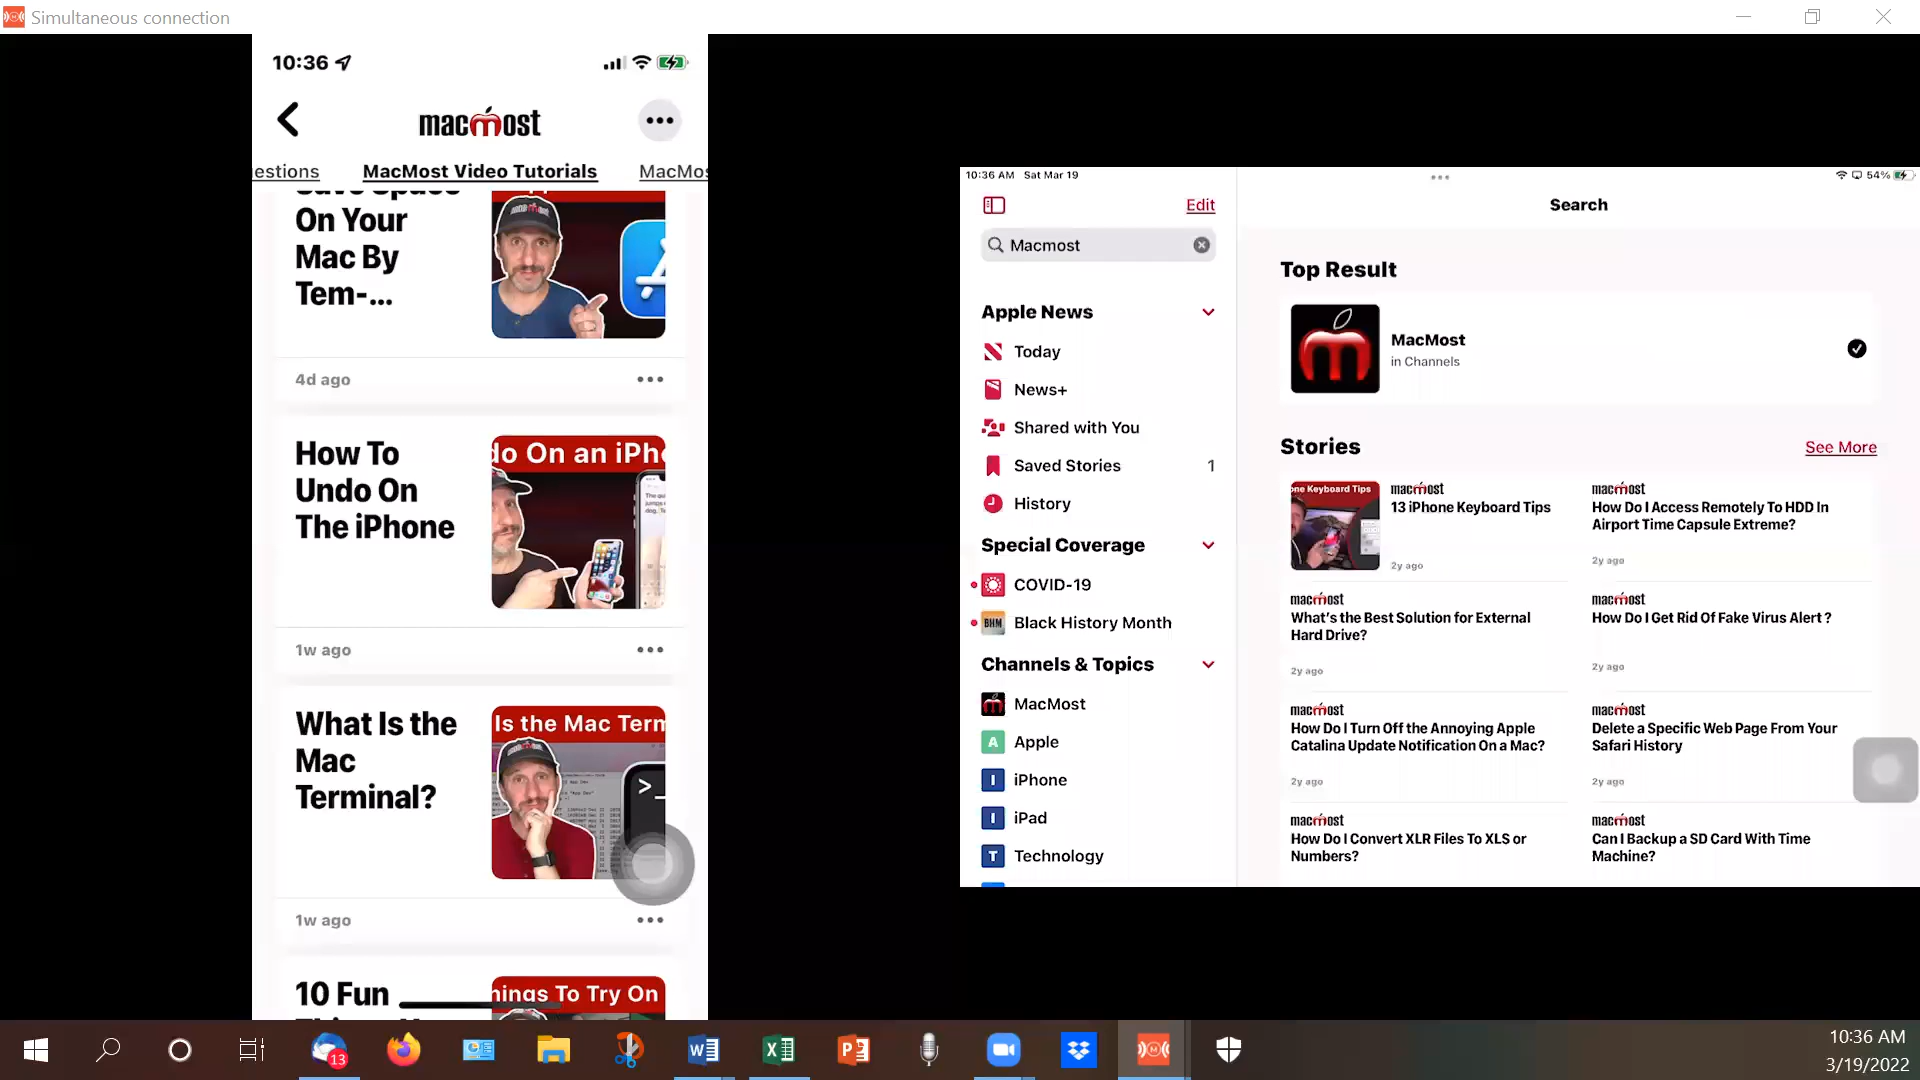 Simultaneous connection
10:36
macmost
estions
MacMost Video Tutorials
MacMos
Save Space
On Your
Mac By
Tem-...
4d ago
How To
Undo On
The iPhone
do On an iPh
1w ago
What Is the
Mac
Terminal?
Is the Mac Term
>_
1w ago
10 Fun
hings To Try On
10:36 AM Sat Mar 19
54%
Edit
Macmost
Apple News
Today
News+
Shared with You
Saved Stories 1
History
Special Coverage
COVID-19
BHM
Black History Month
Channels & Topics
MacMost
A Apple
I iPhone
I iPad
T Technology
Search
Top Result
MacMost
in Channels
Stories
See More
one Keyboard Tips
macmost
13 iPhone Keyboard Tips
2y ago
macmost
How Do I Access Remotely To HDD In
Airport Time Capsule Extreme?
2y ago
macmost
What's the Best Solution for External
Hard Drive?
2y ago
macmost
How Do I Get Rid Of Fake Virus Alert ?
2y ago
macmost
How Do I Turn Off the Annoying Apple
Catalina Update Notification On a Mac?
2y ago
macmost
Delete a Specific Web Page From Your
Safari History
2y ago
macmost
How Do I Convert XLR Files To XLS or
Numbers?
macmost
Can I Backup a SD Card With Time
Machine?
13
10:36 AM
3/19/2022